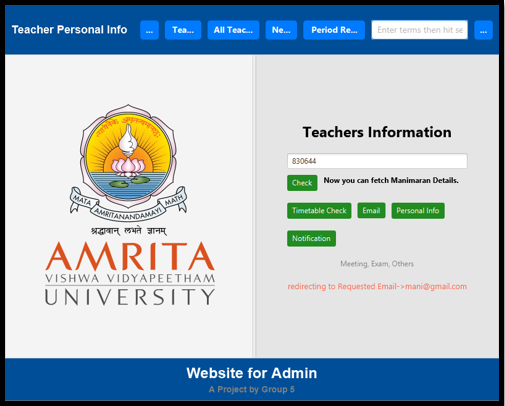 Teacher Personal Info
...
Tea...
All Teac...
Ne...
Period Re...
Enter terms then hit se
...
MATA AMRITANANDAMAYI MATH
श्रद्धावान् लभते ज्ञानम्
AMRITA
VISHWA VIDYAPEETHAM
UNIVERSITY
Teachers Information
830644
Check
Now you can fetch Manimaran Details.
Timetable Check
Email
Personal Info
Notification
Meeting, Exam, Others
redirecting to Requested Email->mani@gmail.com
Website for Admin
A Project by Group 5